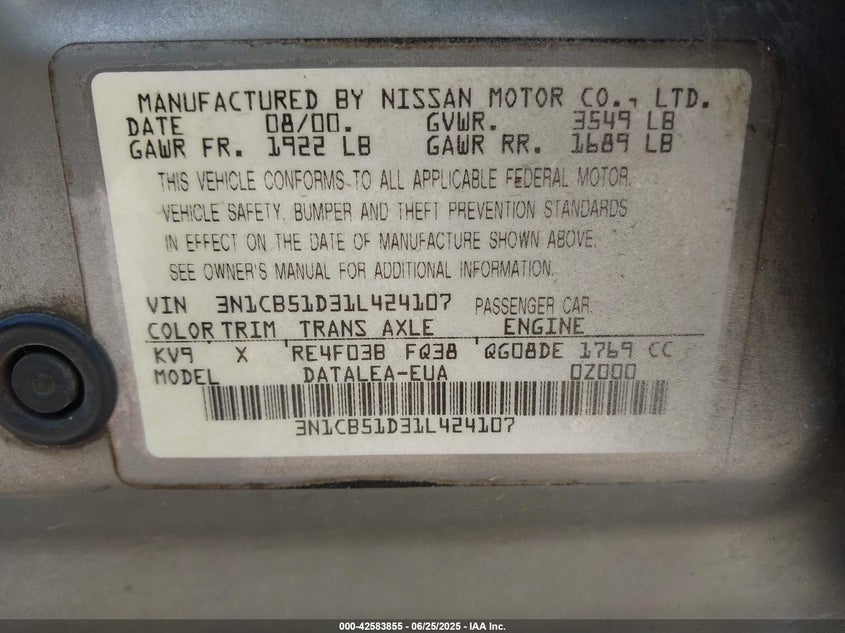 MANUFACTURED BY NISSAN MOTOR CO., LTD.
DATE 08/00. GVWR. 3549 LB
GAWR FR. 1922 LB GAWR RR. 1689 LB
THIS VEHICLE CONFORMS TO ALL APPLICABLE FEDERAL MOTOR
VEHICLE SAFETY, BUMPER AND THEFT PREVENTION STANDARDS
IN EFFECT ON THE DATE OF MANUFACTURE SHOWN ABOVE.
SEE OWNER'S MANUAL FOR ADDITIONAL INFORMATION.
VIN 3N1CB51D31L424107 PASSENGER CAR
COLOR TRIM TRANS AXLE ENGINE
KV9 X RE4F03B FQ38 QG08DE 1769 CC
MODEL DATALEA-EUA 0Z000
3N1CB51D31L424107
000-42583855 / 06/25/2025 - IAA Inc.